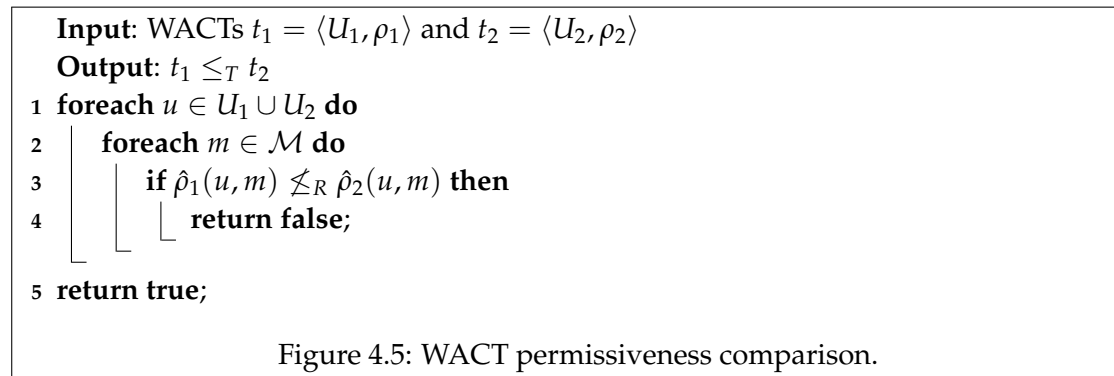 Input: WACTs t₁ = ⟨U₁, ρ₁⟩ and t₂ = ⟨U₂, ρ₂⟩
Output: t₁ ≤_T t₂
1 foreach u ∈ U₁ ∪ U₂ do
2 foreach m ∈ ℳ do
3 if ρ̂₁(u, m) ≰_R ρ̂₂(u, m) then
4 return false;
5 return true;
Figure 4.5: WACT permissiveness comparison.